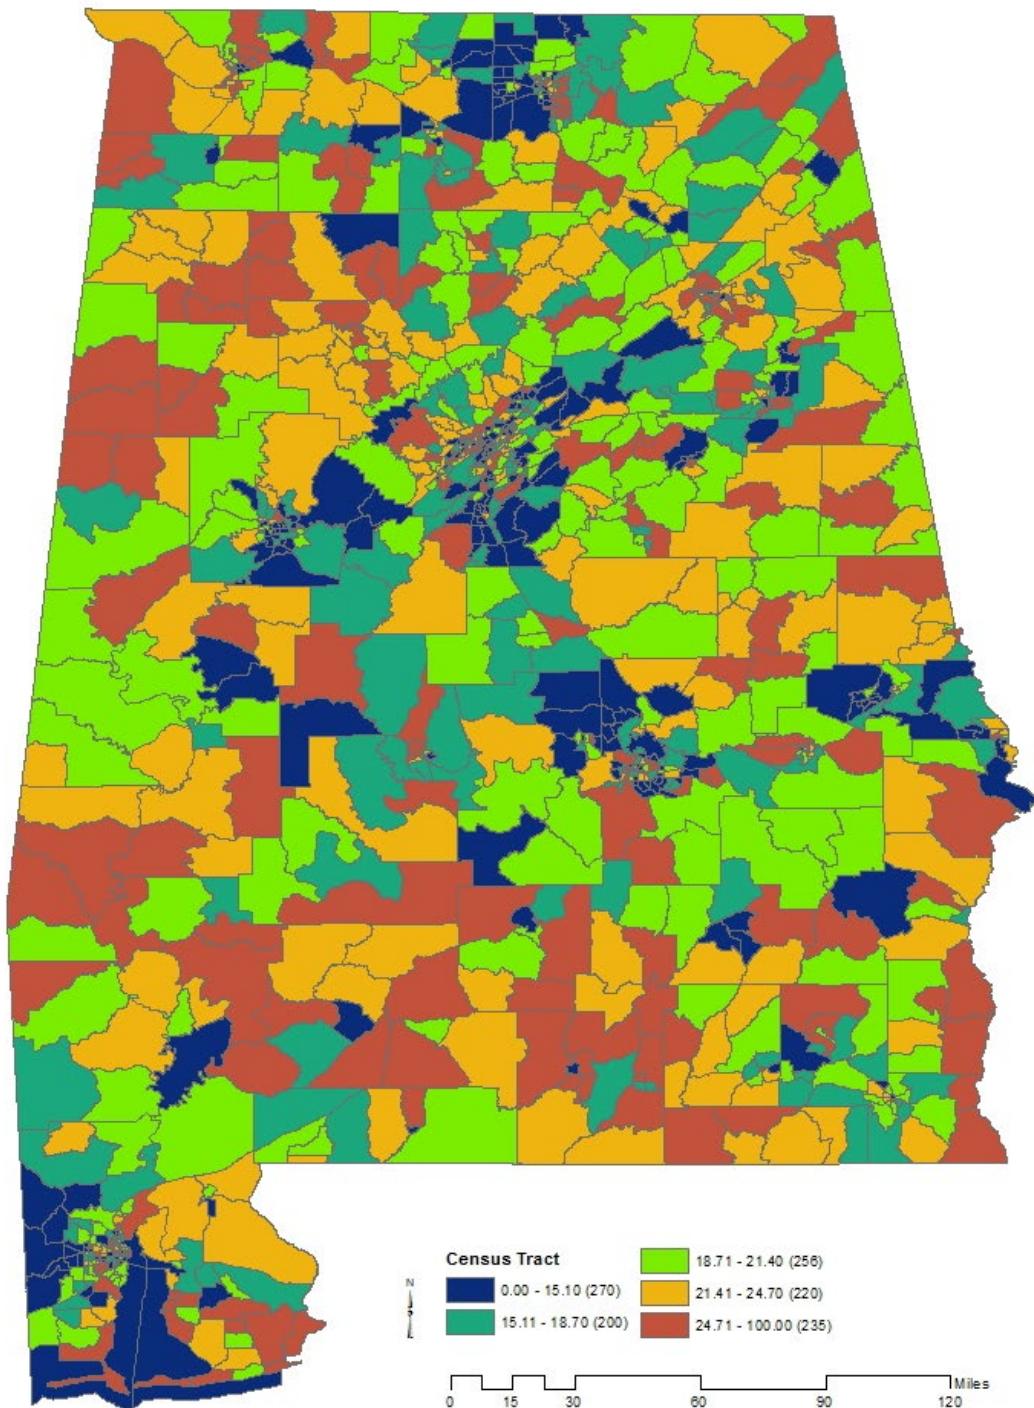 Census Tract
0.00 - 15.10 (270)
15.11 - 18.70 (200)
18.71 - 21.40 (256)
21.41 - 24.70 (220)
24.71 - 100.00 (235)
N
Miles
0 15 30 60 90 120